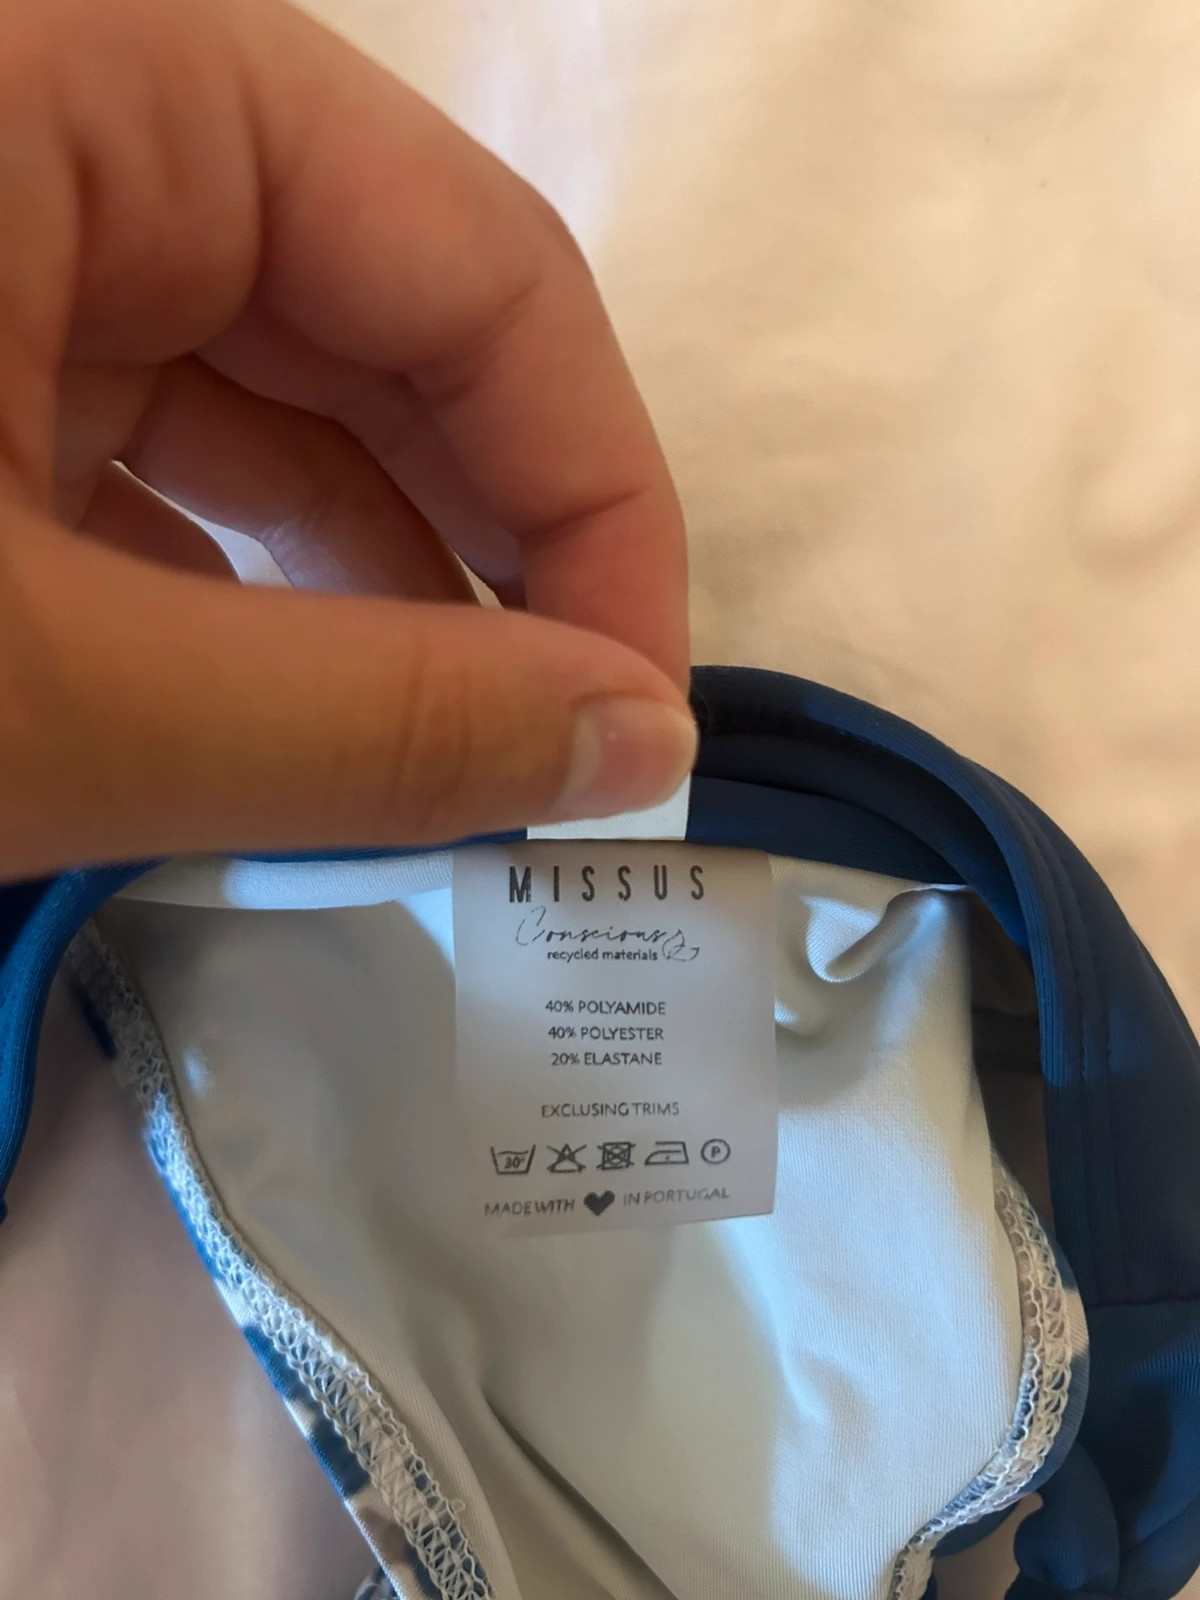 MISSUS
Conscious
recycled materials
40% POLYAMIDE
40% POLYESTER
20% ELASTANE
EXCLUSING TRIMS
30° P
MADE WITH ♥ IN PORTUGAL